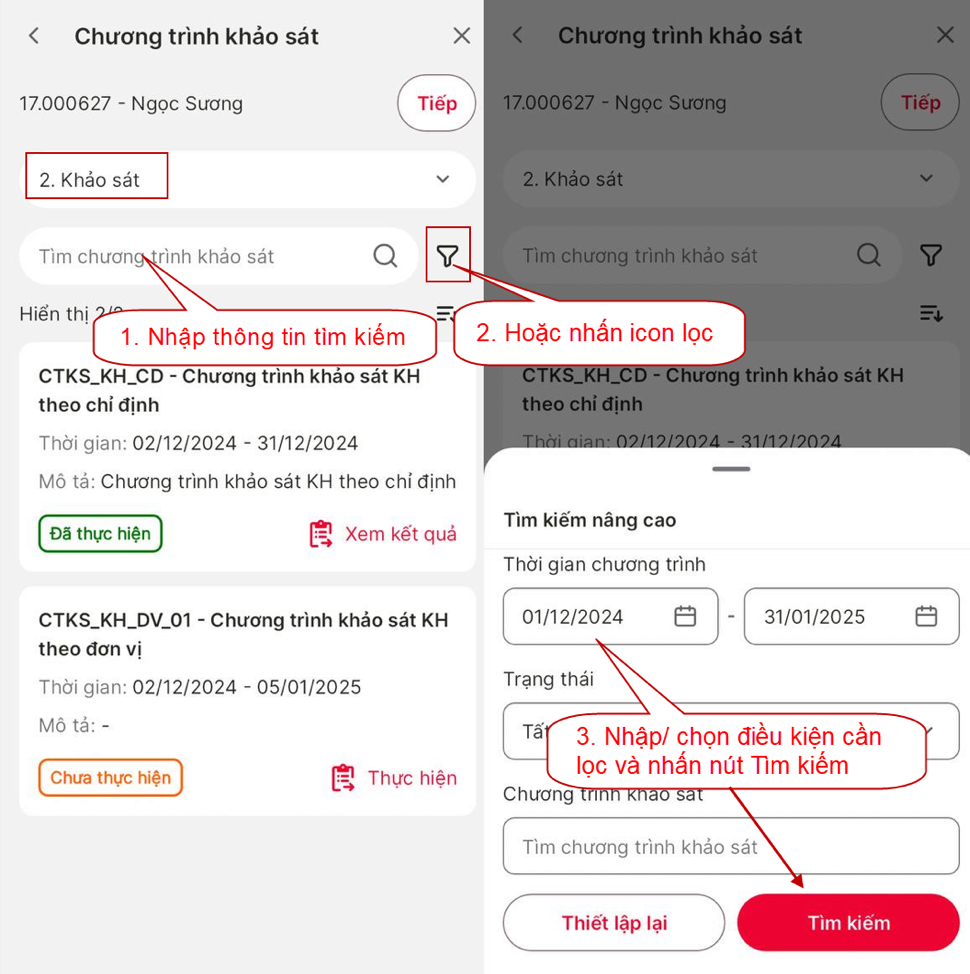 Chương trình khảo sát
17.000627 - Ngọc Sương
Tiếp
2. Khảo sát
Tìm chương trình khảo sát
Hiển thị
1. Nhập thông tin tìm kiếm
CTKS_KH_CD - Chương trình khảo sát KH
theo chỉ định
Thời gian: 02/12/2024 - 31/12/2024
Mô tả: Chương trình khảo sát KH theo chỉ định
Đã thực hiện
Xem kết quả
CTKS_KH_DV_01 - Chương trình khảo sát KH
theo đơn vị
Thời gian: 02/12/2024 - 05/01/2025
Mô tả: -
Chưa thực hiện
Thực hiện
Chương trình khảo sát
17.000627 - Ngọc Sương
Tiếp
2. Khảo sát
Tìm chương trình khảo sát
2. Hoặc nhấn icon lọc
CTKS_KH_CD - Chương trình khảo sát KH
theo chỉ định
Thời gian: 02/12/2024 - 31/12/2024
Tìm kiếm nâng cao
Thời gian chương trình
01/12/2024 - 31/01/2025
Trạng thái
3. Nhập/ chọn điều kiện cần
lọc và nhấn nút Tìm kiếm
Chương trình khảo sát
Tìm chương trình khảo sát
Thiết lập lại
Tìm kiếm